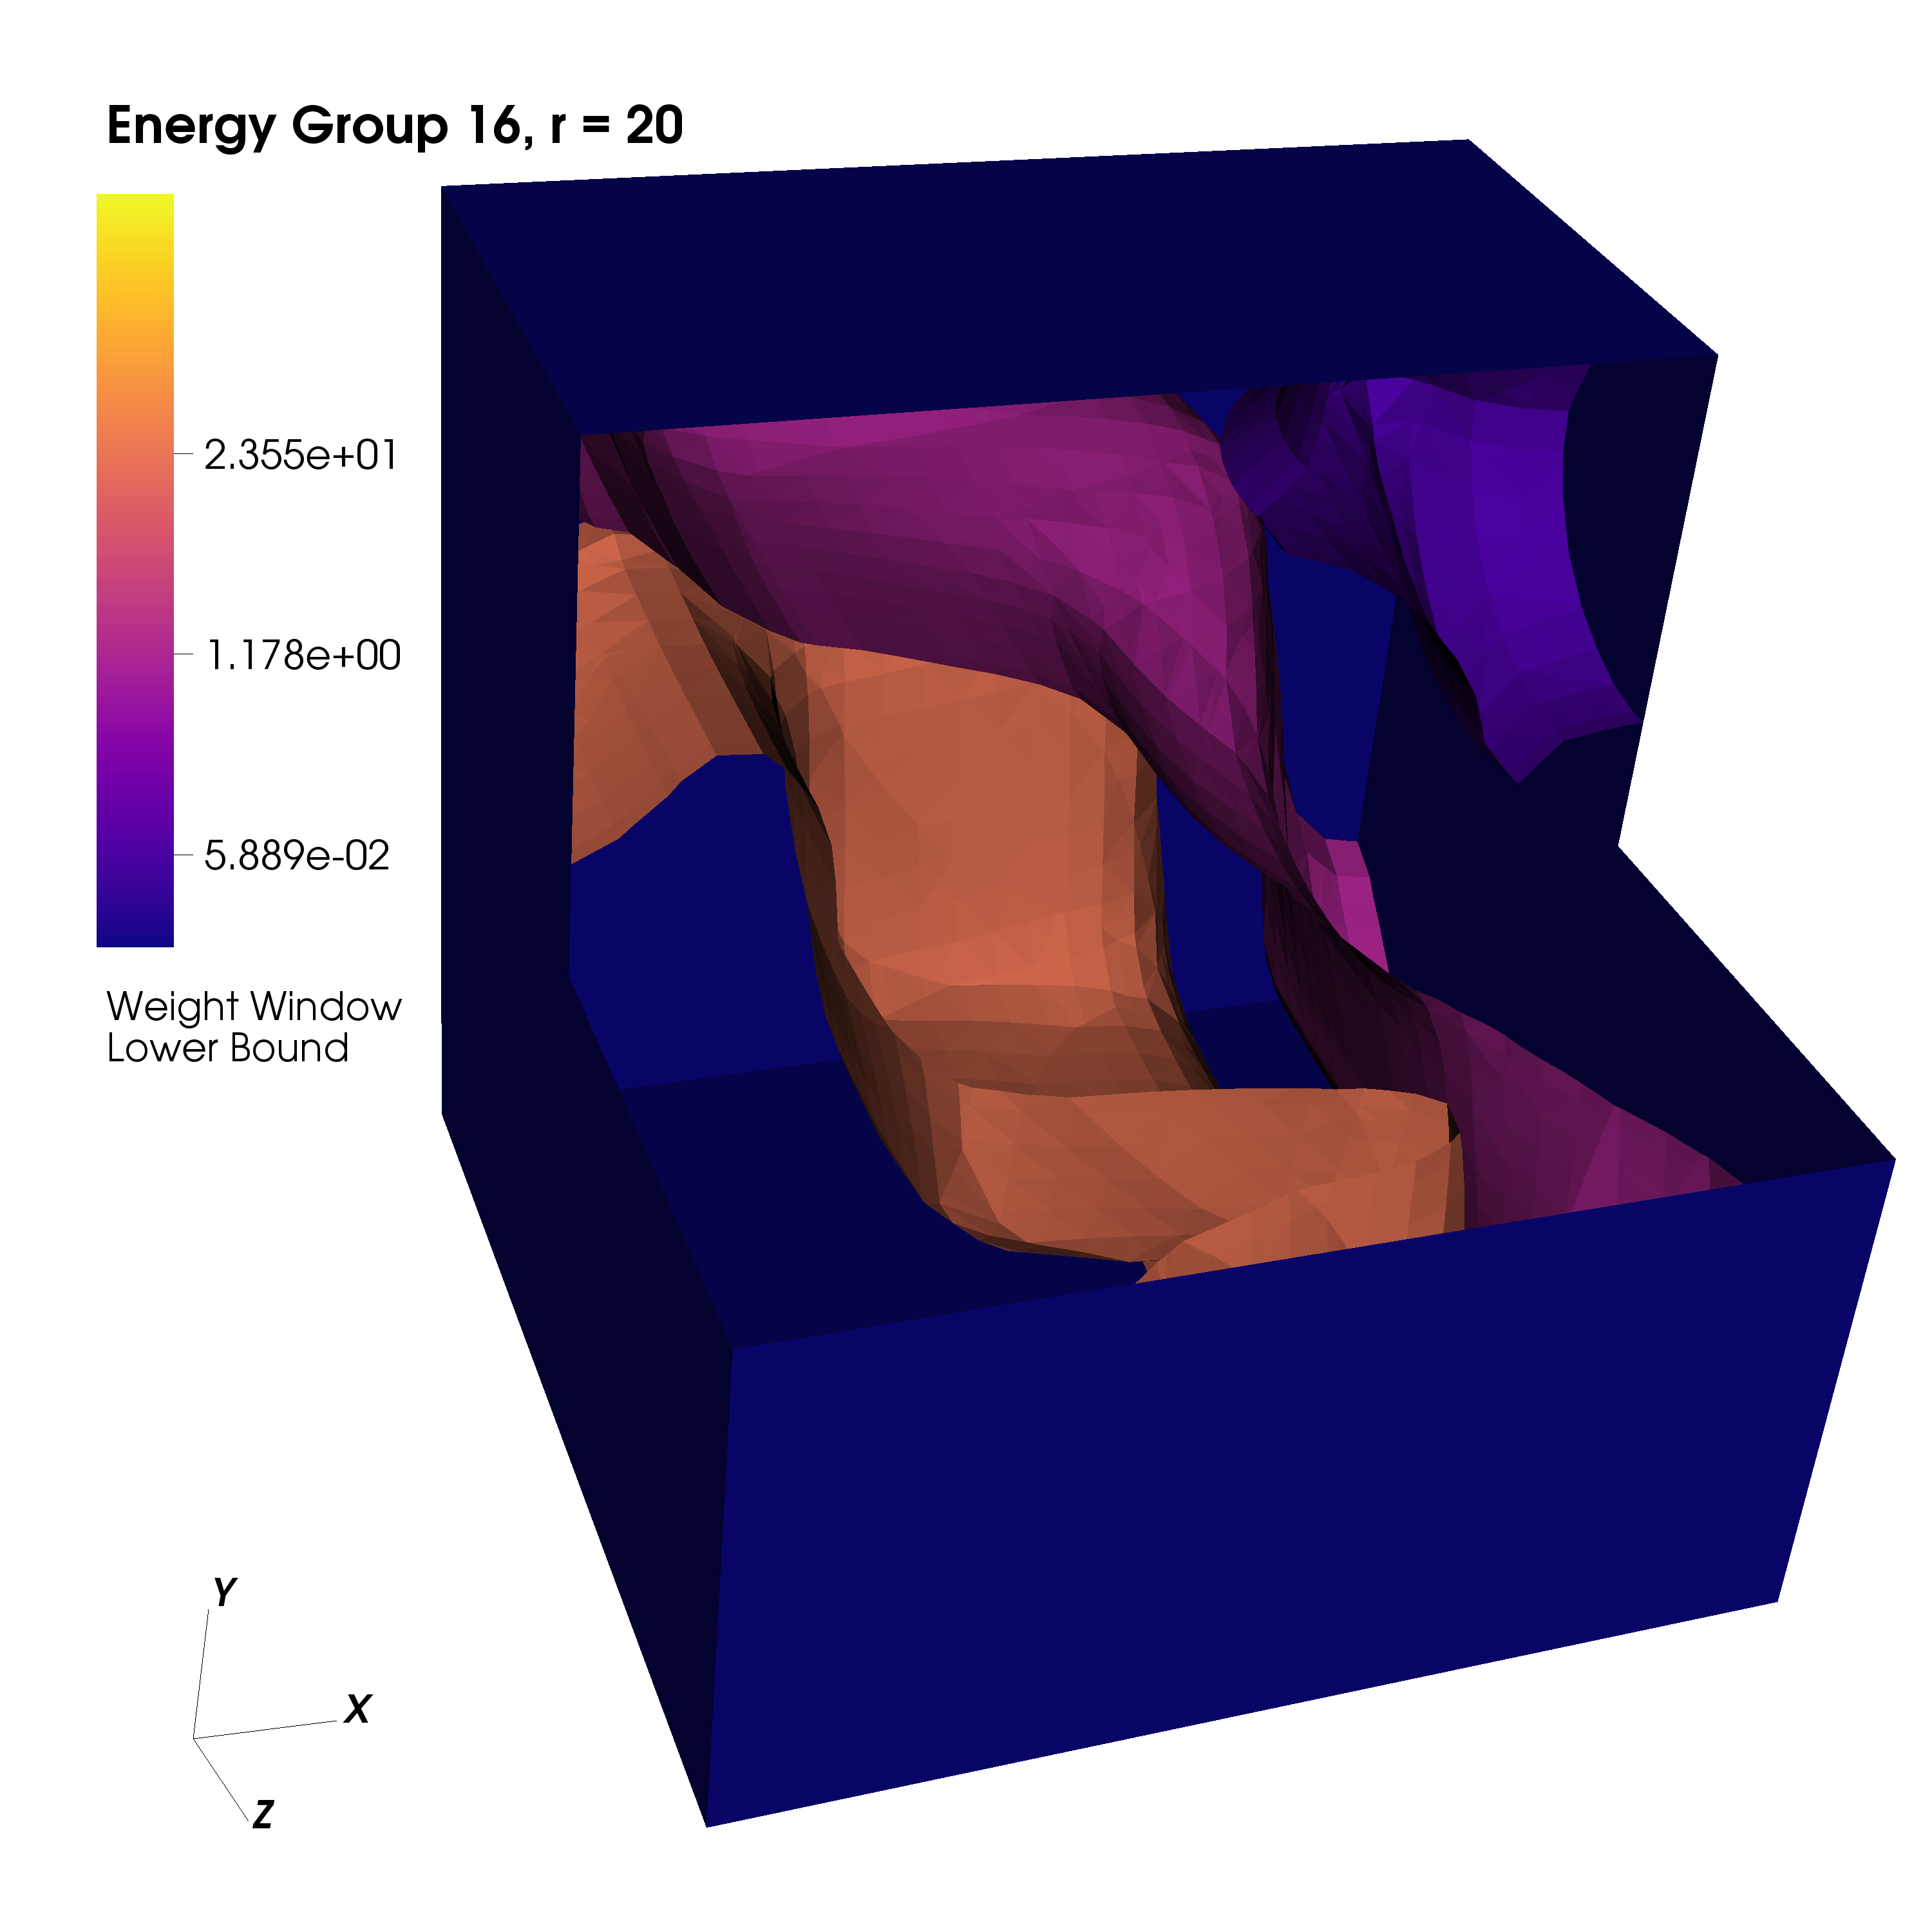 Energy Group 16, r = 20
2.355e+01
1.178e+00
5.889e-02
Weight Window
Lower Bound
Y
X
Z